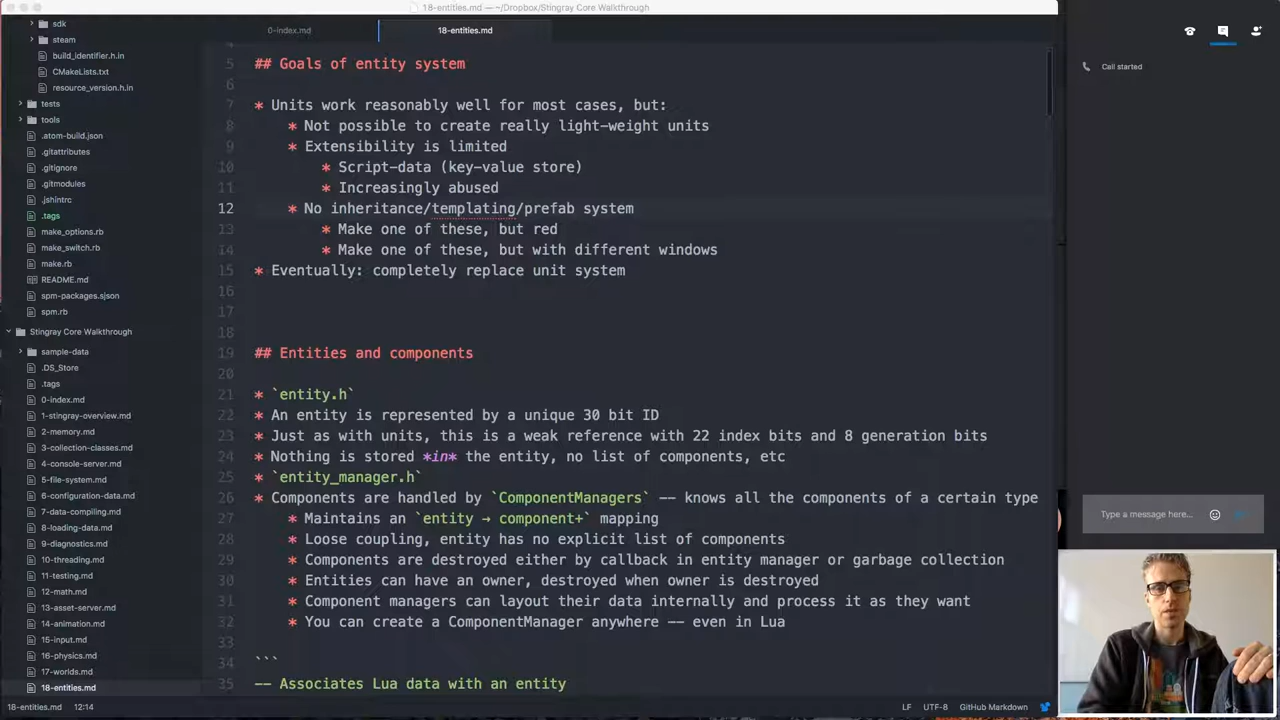 18-entities.md — ~/Dropbox/Stingray Core Walkthrough
sdk
steam
build_identifier.h.in
CMakeLists.txt
resource_version.h.in
tests
tools
.atom-build.json
.gitattributes
.gitignore
.gitmodules
.jshintrc
.tags
make_options.rb
make_switch.rb
make.rb
README.md
spm-packages.sjson
spm.rb
Stingray Core Walkthrough
sample-data
.DS_Store
.tags
0-index.md
1-stingray-overview.md
2-memory.md
3-collection-classes.md
4-console-server.md
5-file-system.md
6-configuration-data.md
7-data-compiling.md
8-loading-data.md
9-diagnostics.md
10-threading.md
11-testing.md
12-math.md
13-asset-server.md
14-animation.md
15-input.md
16-physics.md
17-worlds.md
18-entities.md
0-index.md
18-entities.md
5 ## Goals of entity system
6
7 * Units work reasonably well for most cases, but:
8 * Not possible to create really light-weight units
9 * Extensibility is limited
10 * Script-data (key-value store)
11 * Increasingly abused
12 * No inheritance/templating/prefab system
13 * Make one of these, but red
14 * Make one of these, but with different windows
15 * Eventually: completely replace unit system
16
17
18
19 ## Entities and components
20
21 * `entity.h`
22 * An entity is represented by a unique 30 bit ID
23 * Just as with units, this is a weak reference with 22 index bits and 8 generation bits
24 * Nothing is stored *in* the entity, no list of components, etc
25 * `entity_manager.h`
26 * Components are handled by `ComponentManagers` -- knows all the components of a certain type
27 * Maintains an `entity → component+` mapping
28 * Loose coupling, entity has no explicit list of components
29 * Components are destroyed either by callback in entity manager or garbage collection
30 * Entities can have an owner, destroyed when owner is destroyed
31 * Component managers can layout their data internally and process it as they want
32 * You can create a ComponentManager anywhere -- even in Lua
33
34 ```
35 -- Associates Lua data with an entity
18-entities.md 12:14
LF UTF-8 GitHub Markdown
Call started
Type a message here...